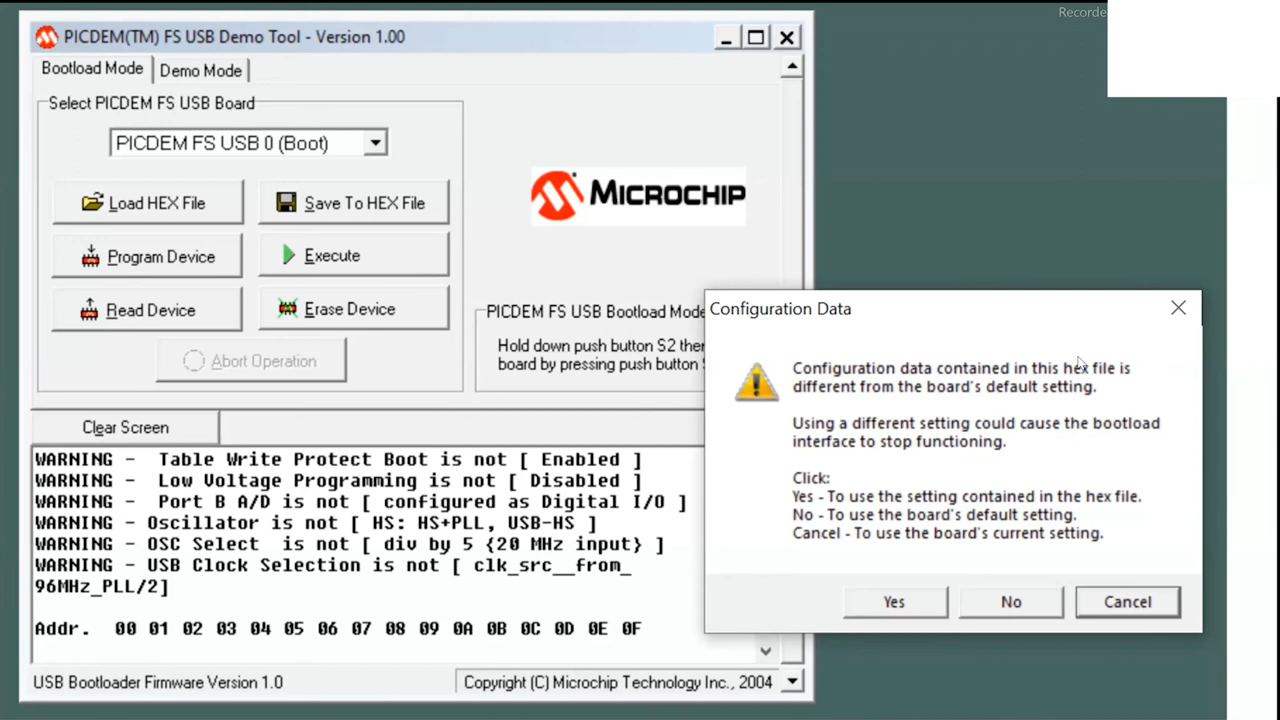 Recorde
PICDEM(TM) FS USB Demo Tool - Version 1.00
Bootload Mode
Demo Mode
Select PICDEM FS USB Board
PICDEM FS USB 0 (Boot)
Load HEX File
Save To HEX File
Program Device
Execute
Read Device
Erase Device
Abort Operation
MICROCHIP
PICDEM FS USB Bootload Mode
Hold down push button S2 then
board by pressing push button S
Clear Screen
WARNING - Table Write Protect Boot is not [ Enabled ]
WARNING - Low Voltage Programming is not [ Disabled ]
WARNING - Port B A/D is not [ configured as Digital I/O ]
WARNING - Oscillator is not [ HS: HS+PLL, USB-HS ]
WARNING - OSC Select is not [ div by 5 {20 MHz input} ]
WARNING - USB Clock Selection is not [ clk_src__from_
96MHz_PLL/2]
Addr. 00 01 02 03 04 05 06 07 08 09 0A 0B 0C 0D 0E 0F
USB Bootloader Firmware Version 1.0
Copyright (C) Microchip Technology Inc., 2004
Configuration Data
Configuration data contained in this hex file is
different from the board's default setting.
Using a different setting could cause the bootload
interface to stop functioning.
Click:
Yes - To use the setting contained in the hex file.
No - To use the board's default setting.
Cancel - To use the board's current setting.
Yes
No
Cancel